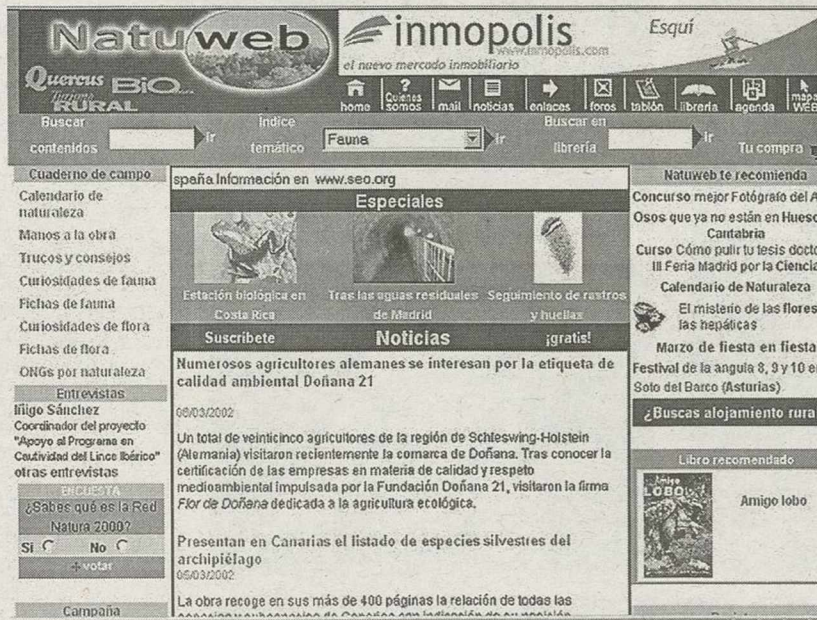 Natuweb
inmopolis
www.inmopolis.com
el nuevo mercado inmobiliario
Esquí
Quercus BIO
RURAL
home
Quienes somos
mail
noticias
enlaces
foros
tablón
librería
agenda
mapa WEB
Buscar contenidos
Ir
Índice temático
Fauna
Ir
Buscar en librería
Ir
Tu compra
Cuaderno de campo
Calendario de
naturaleza
Manos a la obra
Trucos y consejos
Curiosidades de fauna
Fichas de fauna
Curiosidades de flora
Fichas de flora
ONGs por naturaleza
Entrevistas
Iñigo Sánchez
Coordinador del proyecto
"Apoyo al Programa en
Cautividad del Lince Ibérico"
otras entrevistas
ENCUESTA
¿Sabes qué es la Red
Natura 2000?
Si No
votar
Campaña
spaña Información en www.seo.org
Especiales
Estación biológica en
Costa Rica
Tras las aguas residuales
de Madrid
Seguimiento de rastros
y huellas
Suscríbete Noticias ¡gratis!
Numerosos agricultores alemanes se interesan por la etiqueta de
calidad ambiental Doñana 21
06/03/2002
Un total de veinticinco agricultores de la región de Schleswing-Holstein
(Alemania) visitaron recientemente la comarca de Doñana. Tras conocer la
certificación de las empresas en materia de calidad y respeto
medioambiental impulsada por la Fundación Doñana 21, visitaron la firma
Flor de Doñana dedicada a la agricultura ecológica.
Presentan en Canarias el listado de especies silvestres del
archipiélago
05/03/2002
La obra recoge en sus más de 400 páginas la relación de todas las
Natuweb te recomienda
Concurso mejor Fotógrafo del A
Osos que ya no están en Huesc
Cantabria
Curso Cómo pulir tu tesis docto
III Feria Madrid por la Ciencia
Calendario de Naturaleza
El misterio de las flores
las hepáticas
Marzo de fiesta en fiesta
Festival de la angula 8, 9 y 10 en
Soto del Barco (Asturias)
¿Buscas alojamiento rura
Libro recomendado
Amigo
LOBO
Amigo lobo